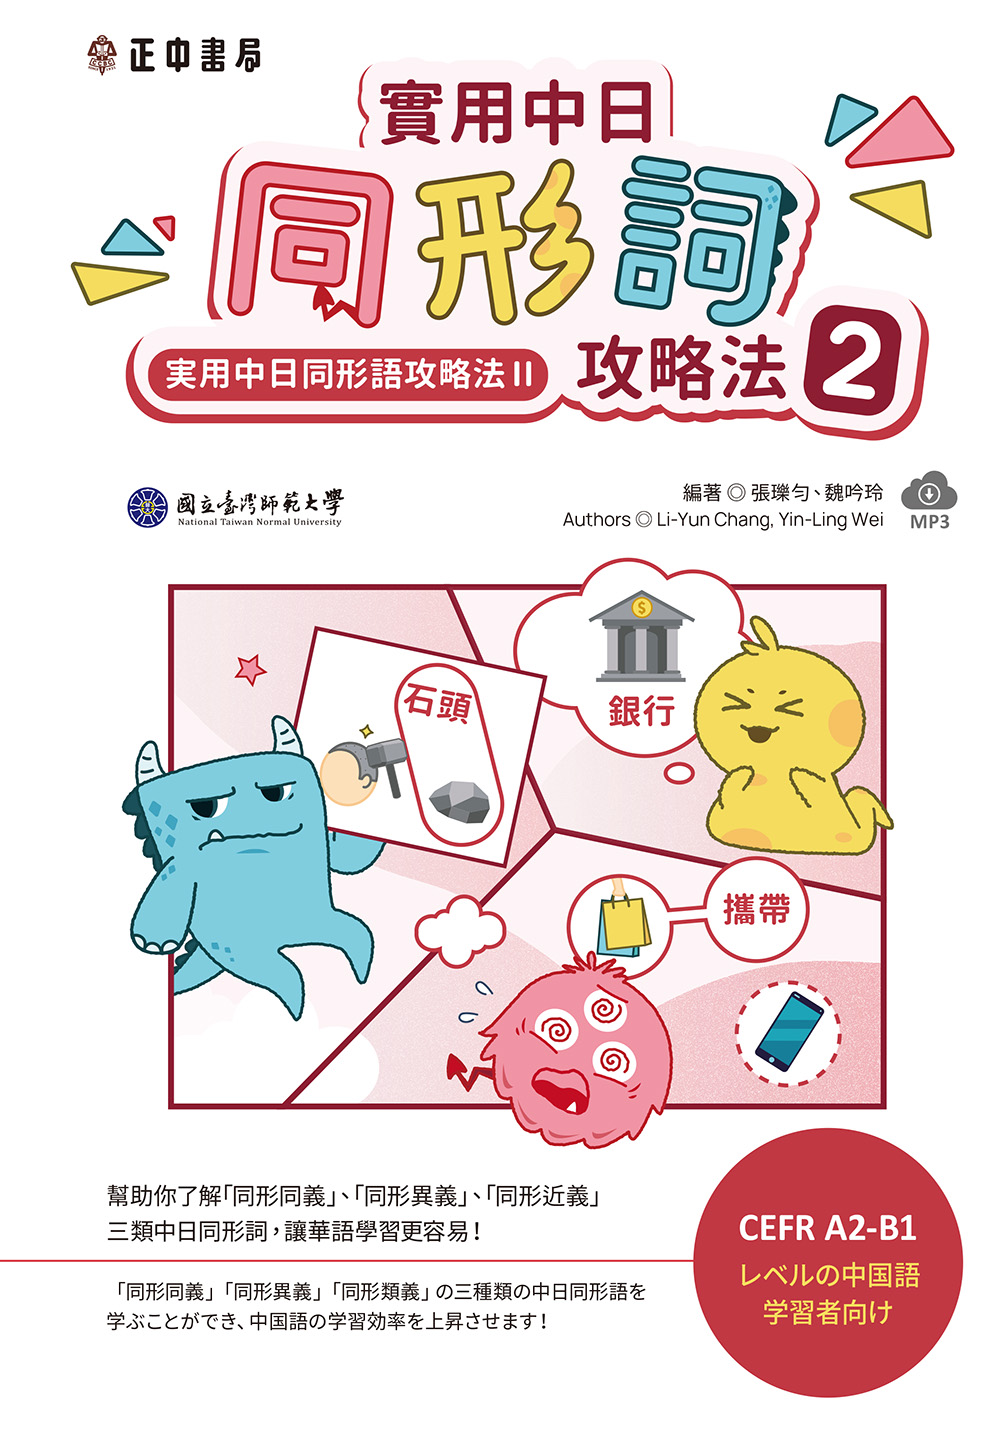 正中書局
實用中日
同形詞
実用中日同形語攻略法 II
攻略法 2
國立臺灣師範大學
National Taiwan Normal University
編著 ◎ 張瓅勻、魏吟玲
Authors ◎ Li-Yun Chang, Yin-Ling Wei
MP3
石頭
銀行
攜帶
幫助你了解「同形同義」、「同形異義」、「同形近義」
三類中日同形詞，讓華語學習更容易！
「同形同義」「同形異義」「同形類義」の三種類の中日同形語を
学ぶことができ、中国語の学習効率を上昇させます！
CEFR A2-B1
レベルの中国語
学習者向け